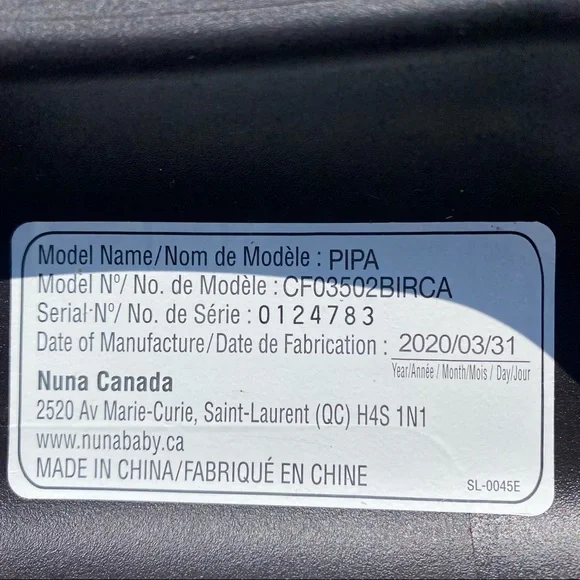 Model Name/Nom de Modèle : PIPA
Model Nº/ No. de Modèle : CF03502BIRCA
Serial Nº/ No. de Série : 0124783
Date of Manufacture/Date de Fabrication : 2020/03/31
Year/Année / Month/Mois / Day/Jour
Nuna Canada
2520 Av Marie-Curie, Saint-Laurent (QC) H4S 1N1
www.nunababy.ca
MADE IN CHINA/FABRIQUÉ EN CHINE
SL-0045E